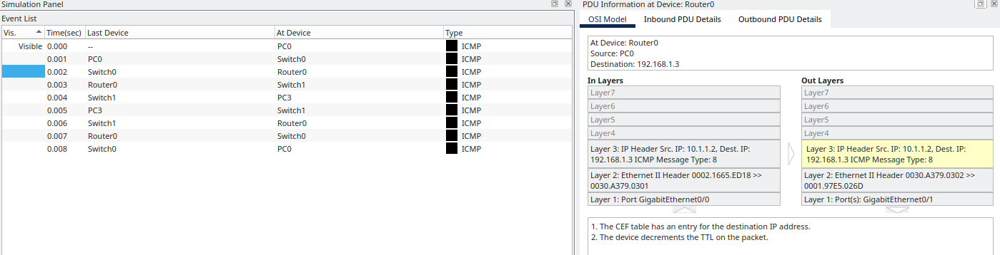 Simulation Panel
Event List
Vis. Time(sec) Last Device At Device Type
Visible 0.000 -- PC0 ICMP
0.001 PC0 Switch0 ICMP
0.002 Switch0 Router0 ICMP
0.003 Router0 Switch1 ICMP
0.004 Switch1 PC3 ICMP
0.005 PC3 Switch1 ICMP
0.006 Switch1 Router0 ICMP
0.007 Router0 Switch0 ICMP
0.008 Switch0 PC0 ICMP
PDU Information at Device: Router0
OSI Model Inbound PDU Details Outbound PDU Details
At Device: Router0
Source: PC0
Destination: 192.168.1.3
In Layers
Layer7
Layer6
Layer5
Layer4
Layer 3: IP Header Src. IP: 10.1.1.2, Dest. IP:
192.168.1.3 ICMP Message Type: 8
Layer 2: Ethernet II Header 0002.1665.ED18 >>
0030.A379.0301
Layer 1: Port GigabitEthernet0/0
Out Layers
Layer7
Layer6
Layer5
Layer4
Layer 3: IP Header Src. IP: 10.1.1.2, Dest. IP:
192.168.1.3 ICMP Message Type: 8
Layer 2: Ethernet II Header 0030.A379.0302 >>
0001.97E5.026D
Layer 1: Port(s): GigabitEthernet0/1
1. The CEF table has an entry for the destination IP address.
2. The device decrements the TTL on the packet.